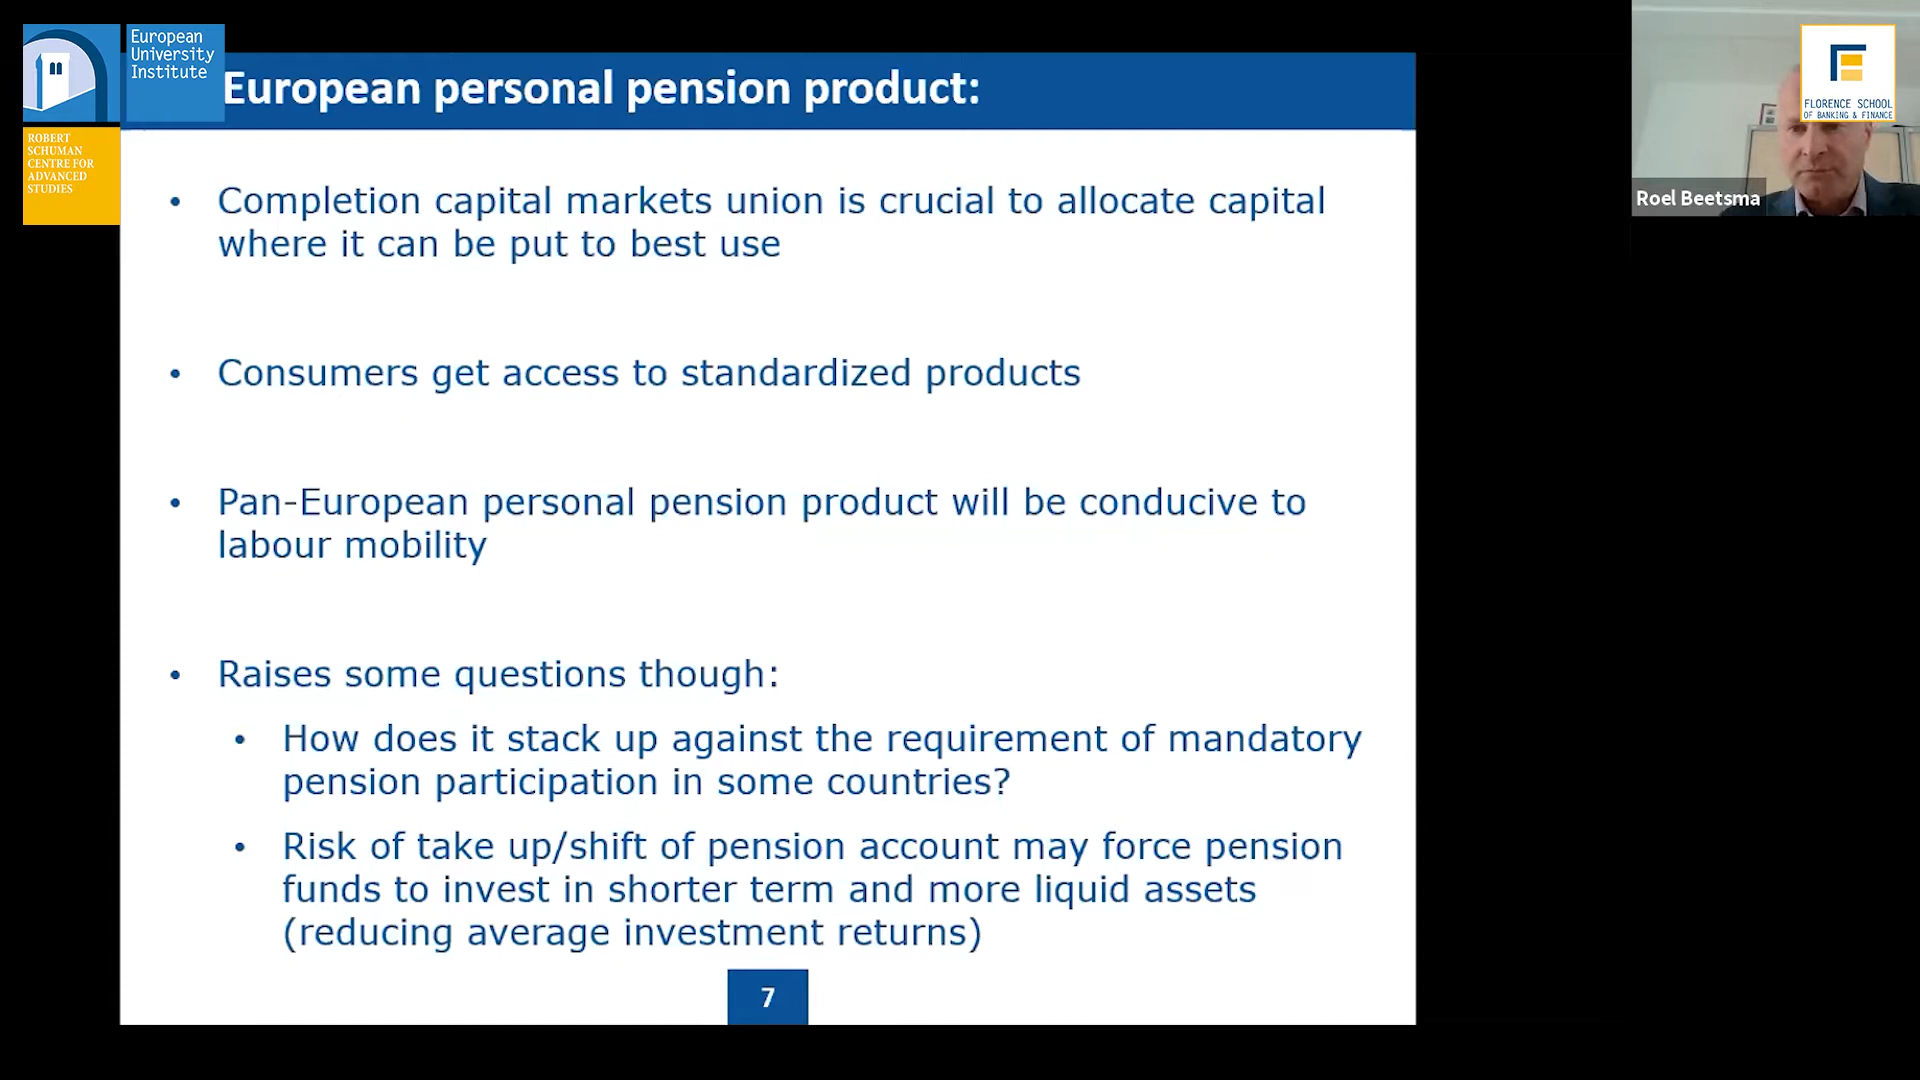 European
University
Institute
ROBERT
SCHUMAN
CENTRE FOR
ADVANCED
STUDIES
European personal pension product:
• Completion capital markets union is crucial to allocate capital
where it can be put to best use
• Consumers get access to standardized products
• Pan-European personal pension product will be conducive to
labour mobility
• Raises some questions though:
• How does it stack up against the requirement of mandatory
pension participation in some countries?
• Risk of take up/shift of pension account may force pension
funds to invest in shorter term and more liquid assets
(reducing average investment returns)
7
FLORENCE SCHOOL
OF BANKING & FINANCE
Roel Beetsma